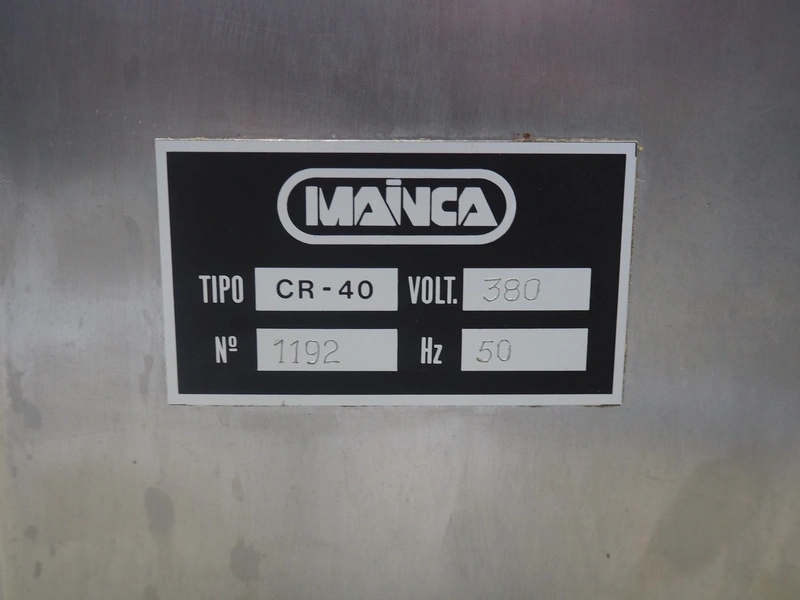 MAINCA
TIPO CR-40 VOLT. 380
Nº 1192 Hz 50